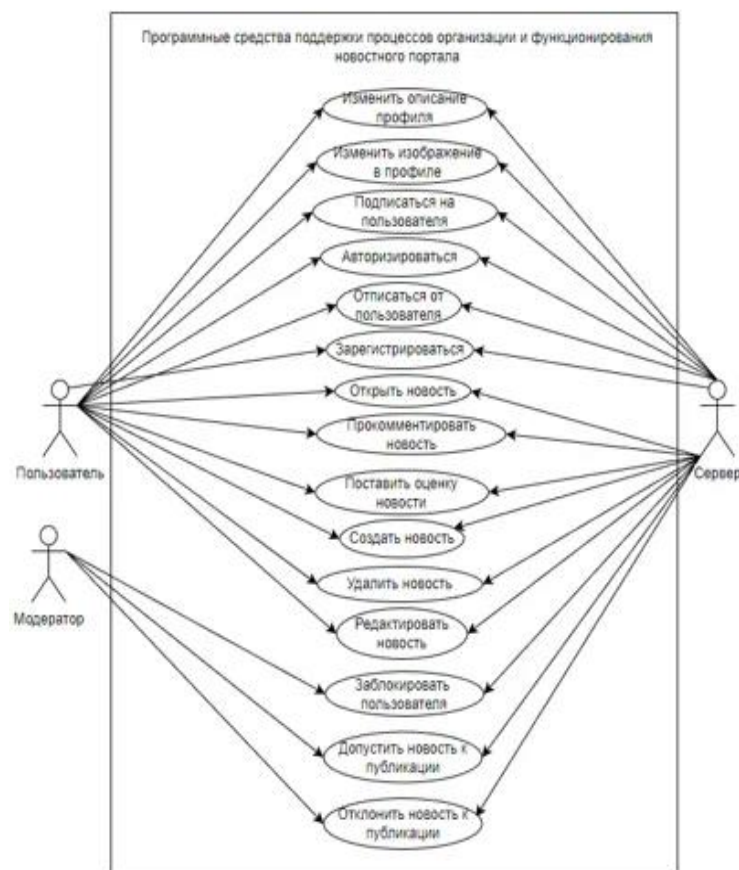 Программные средства поддержки процессов организации и функционирования
новостного портала
Изменить описание
профиля
Изменить изображение
в профиле
Подписаться на
пользователя
Авторизироваться
Отписаться от
пользователя
Зарегистрироваться
Открыть новость
Прокомментировать
новость
Пользователь
Сервер
Поставить оценку
новости
Создать новость
Удалить новость
Модератор
Редактировать
новость
Заблокировать
пользователя
Допустить новость к
публикации
Отклонить новость к
публикации